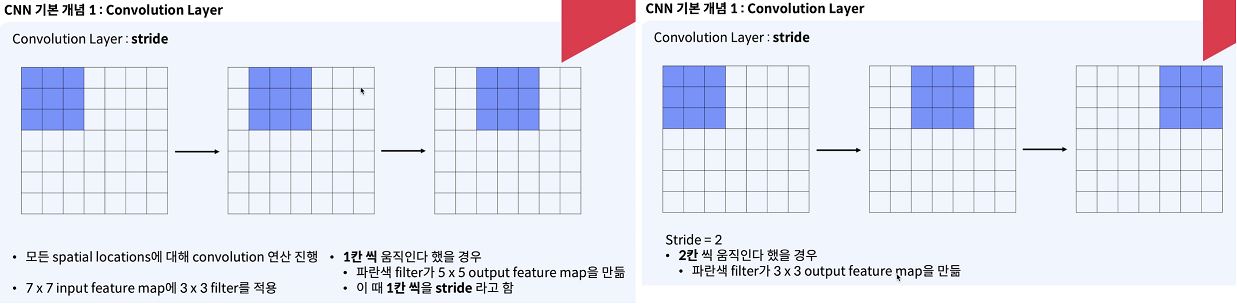 CNN 기본 개념 1 : Convolution Layer
Convolution Layer : stride
• 모든 spatial locations에 대해 convolution 연산 진행
• 7 x 7 input feature map에 3 x 3 filter를 적용
• 1칸 씩 움직인다 했을 경우
• 파란색 filter가 5 x 5 output feature map을 만듦
• 이 때 1칸 씩을 stride 라고 함
CNN 기본 개념 1 : Convolution Layer
Convolution Layer : stride
Stride = 2
• 2칸 씩 움직인다 했을 경우
• 파란색 filter가 3 x 3 output feature map을 만듦